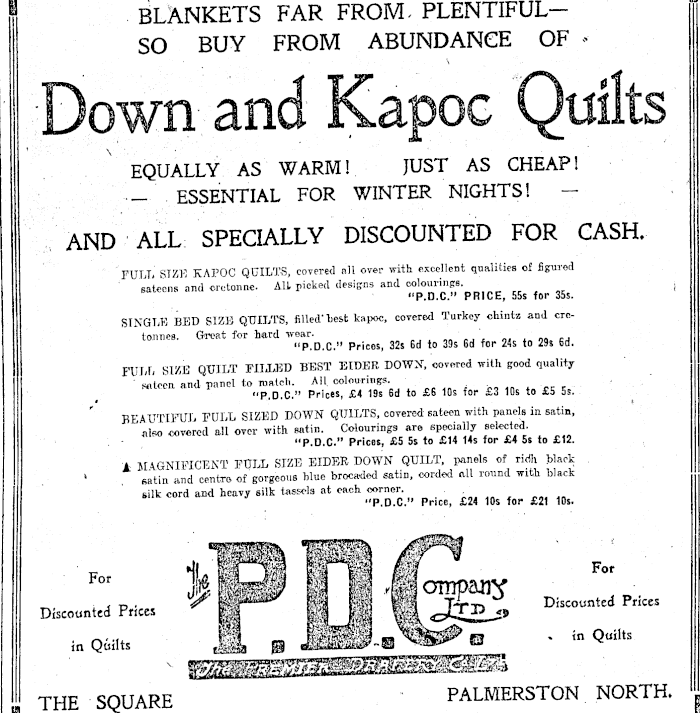 BLANKETS FAR FROM PLENTIFUL—
SO BUY FROM ABUNDANCE OF
Down and Kapoc Quilts
EQUALLY AS WARM! JUST AS CHEAP!
— ESSENTIAL FOR WINTER NIGHTS! —
AND ALL SPECIALLY DISCOUNTED FOR CASH.
FULL SIZE KAPOC QUILTS, covered all over with excellent qualities of figured
sateens and cretonne. All picked designs and colourings.
"P.D.C." PRICE, 55s for 35s.
SINGLE BED SIZE QUILTS, filled best kapoc, covered Turkey chintz and cre-
tonnes. Great for hard wear.
"P.D.C." Prices, 32s 6d to 39s 6d for 24s to 29s 6d.
FULL SIZE QUILT FILLED BEST EIDER DOWN, covered with good quality
sateen and panel to match. All colourings.
"P.D.C." Prices, £4 19s 6d to £6 10s for £3 10s to £5 5s.
BEAUTIFUL FULL SIZED DOWN QUILTS, covered sateen with panels in satin,
also covered all over with satin. Colourings are specially selected.
"P.D.C." Prices, £5 5s to £14 14s for £4 5s to £12.
A MAGNIFICENT FULL SIZE EIDER DOWN QUILT, panels of rich black
satin and centre of gorgeous blue brocaded satin, corded all round with black
silk cord and heavy silk tassels at each corner.
"P.D.C." Price, £24 10s for £21 10s.
For
Discounted Prices
in Quilts
The P.D.C. Company
LTD
The PREMIER DRAPERY Co. LTD
For
Discounted Prices
in Quilts
THE SQUARE PALMERSTON NORTH.